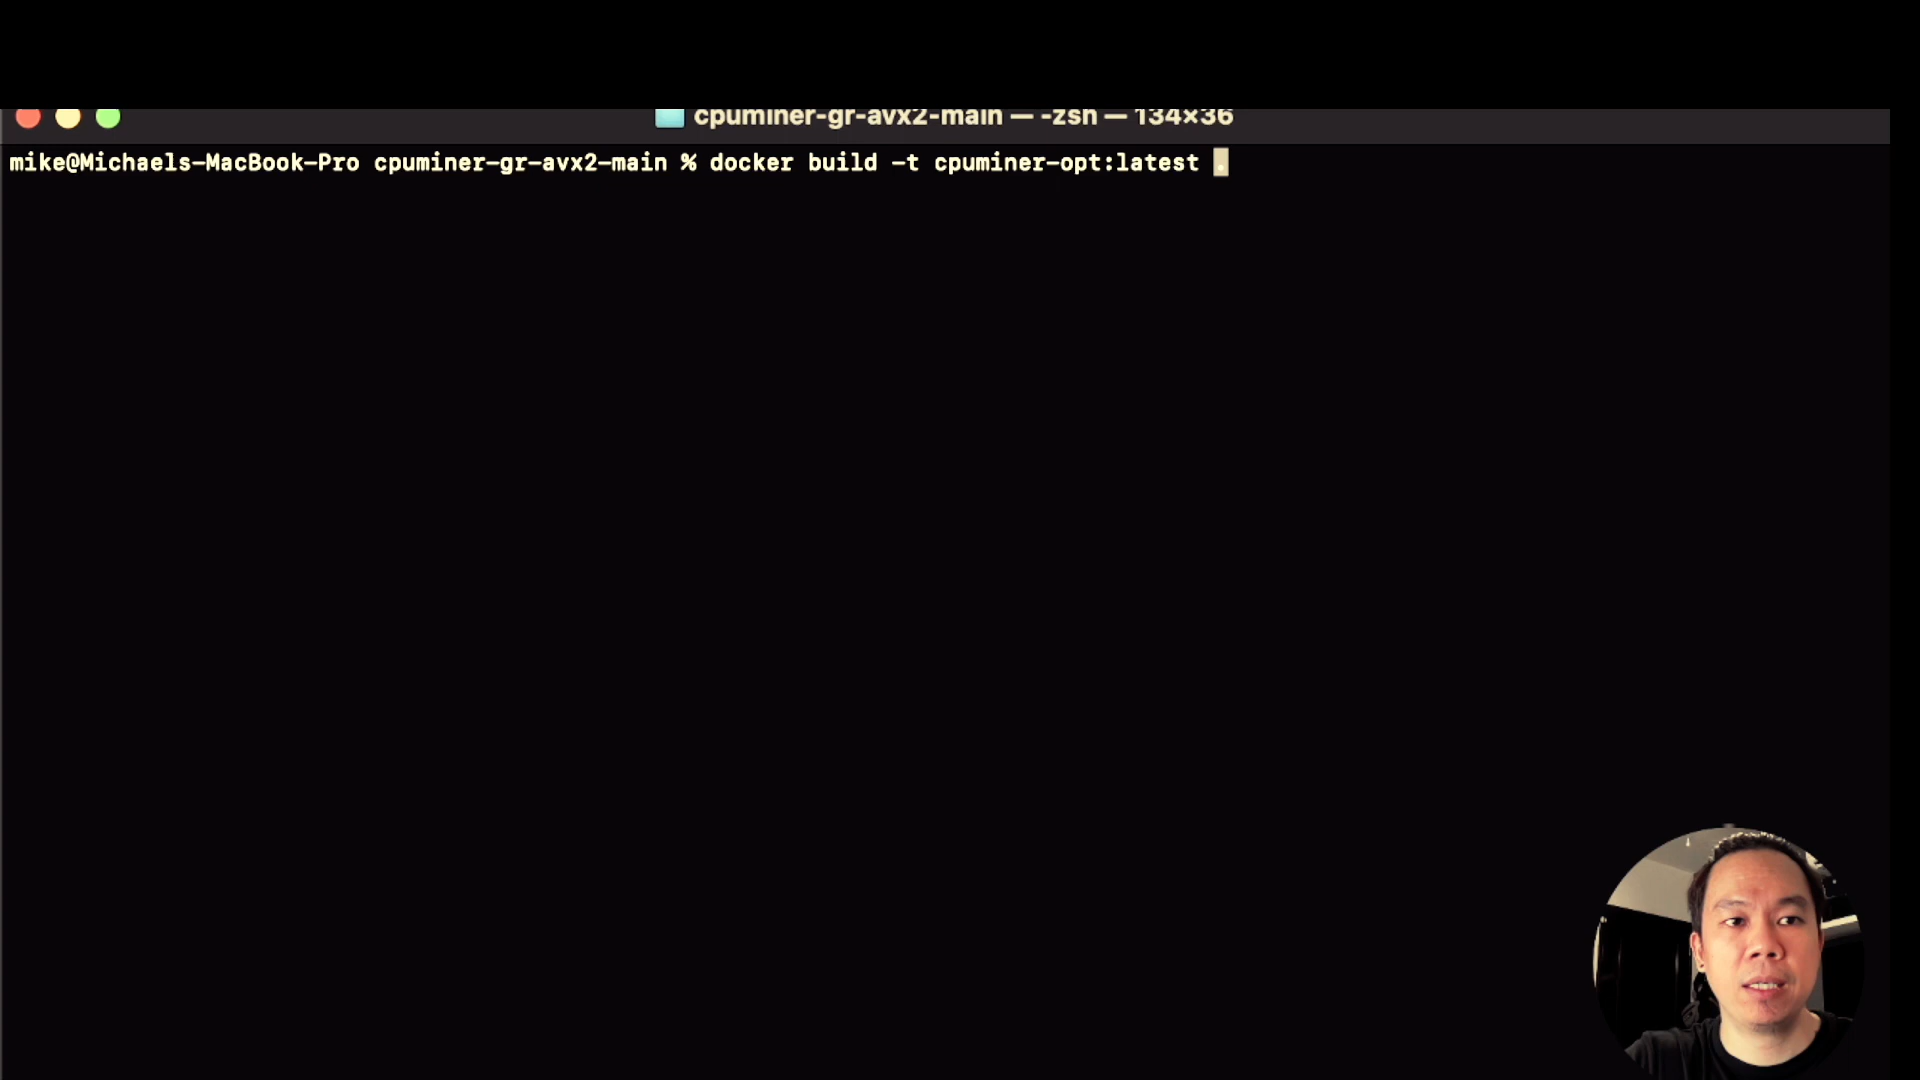 cpuminer-gr-avx2-main — -zsh — 134×36
mike@Michaels-MacBook-Pro cpuminer-gr-avx2-main % docker build -t cpuminer-opt:latest .